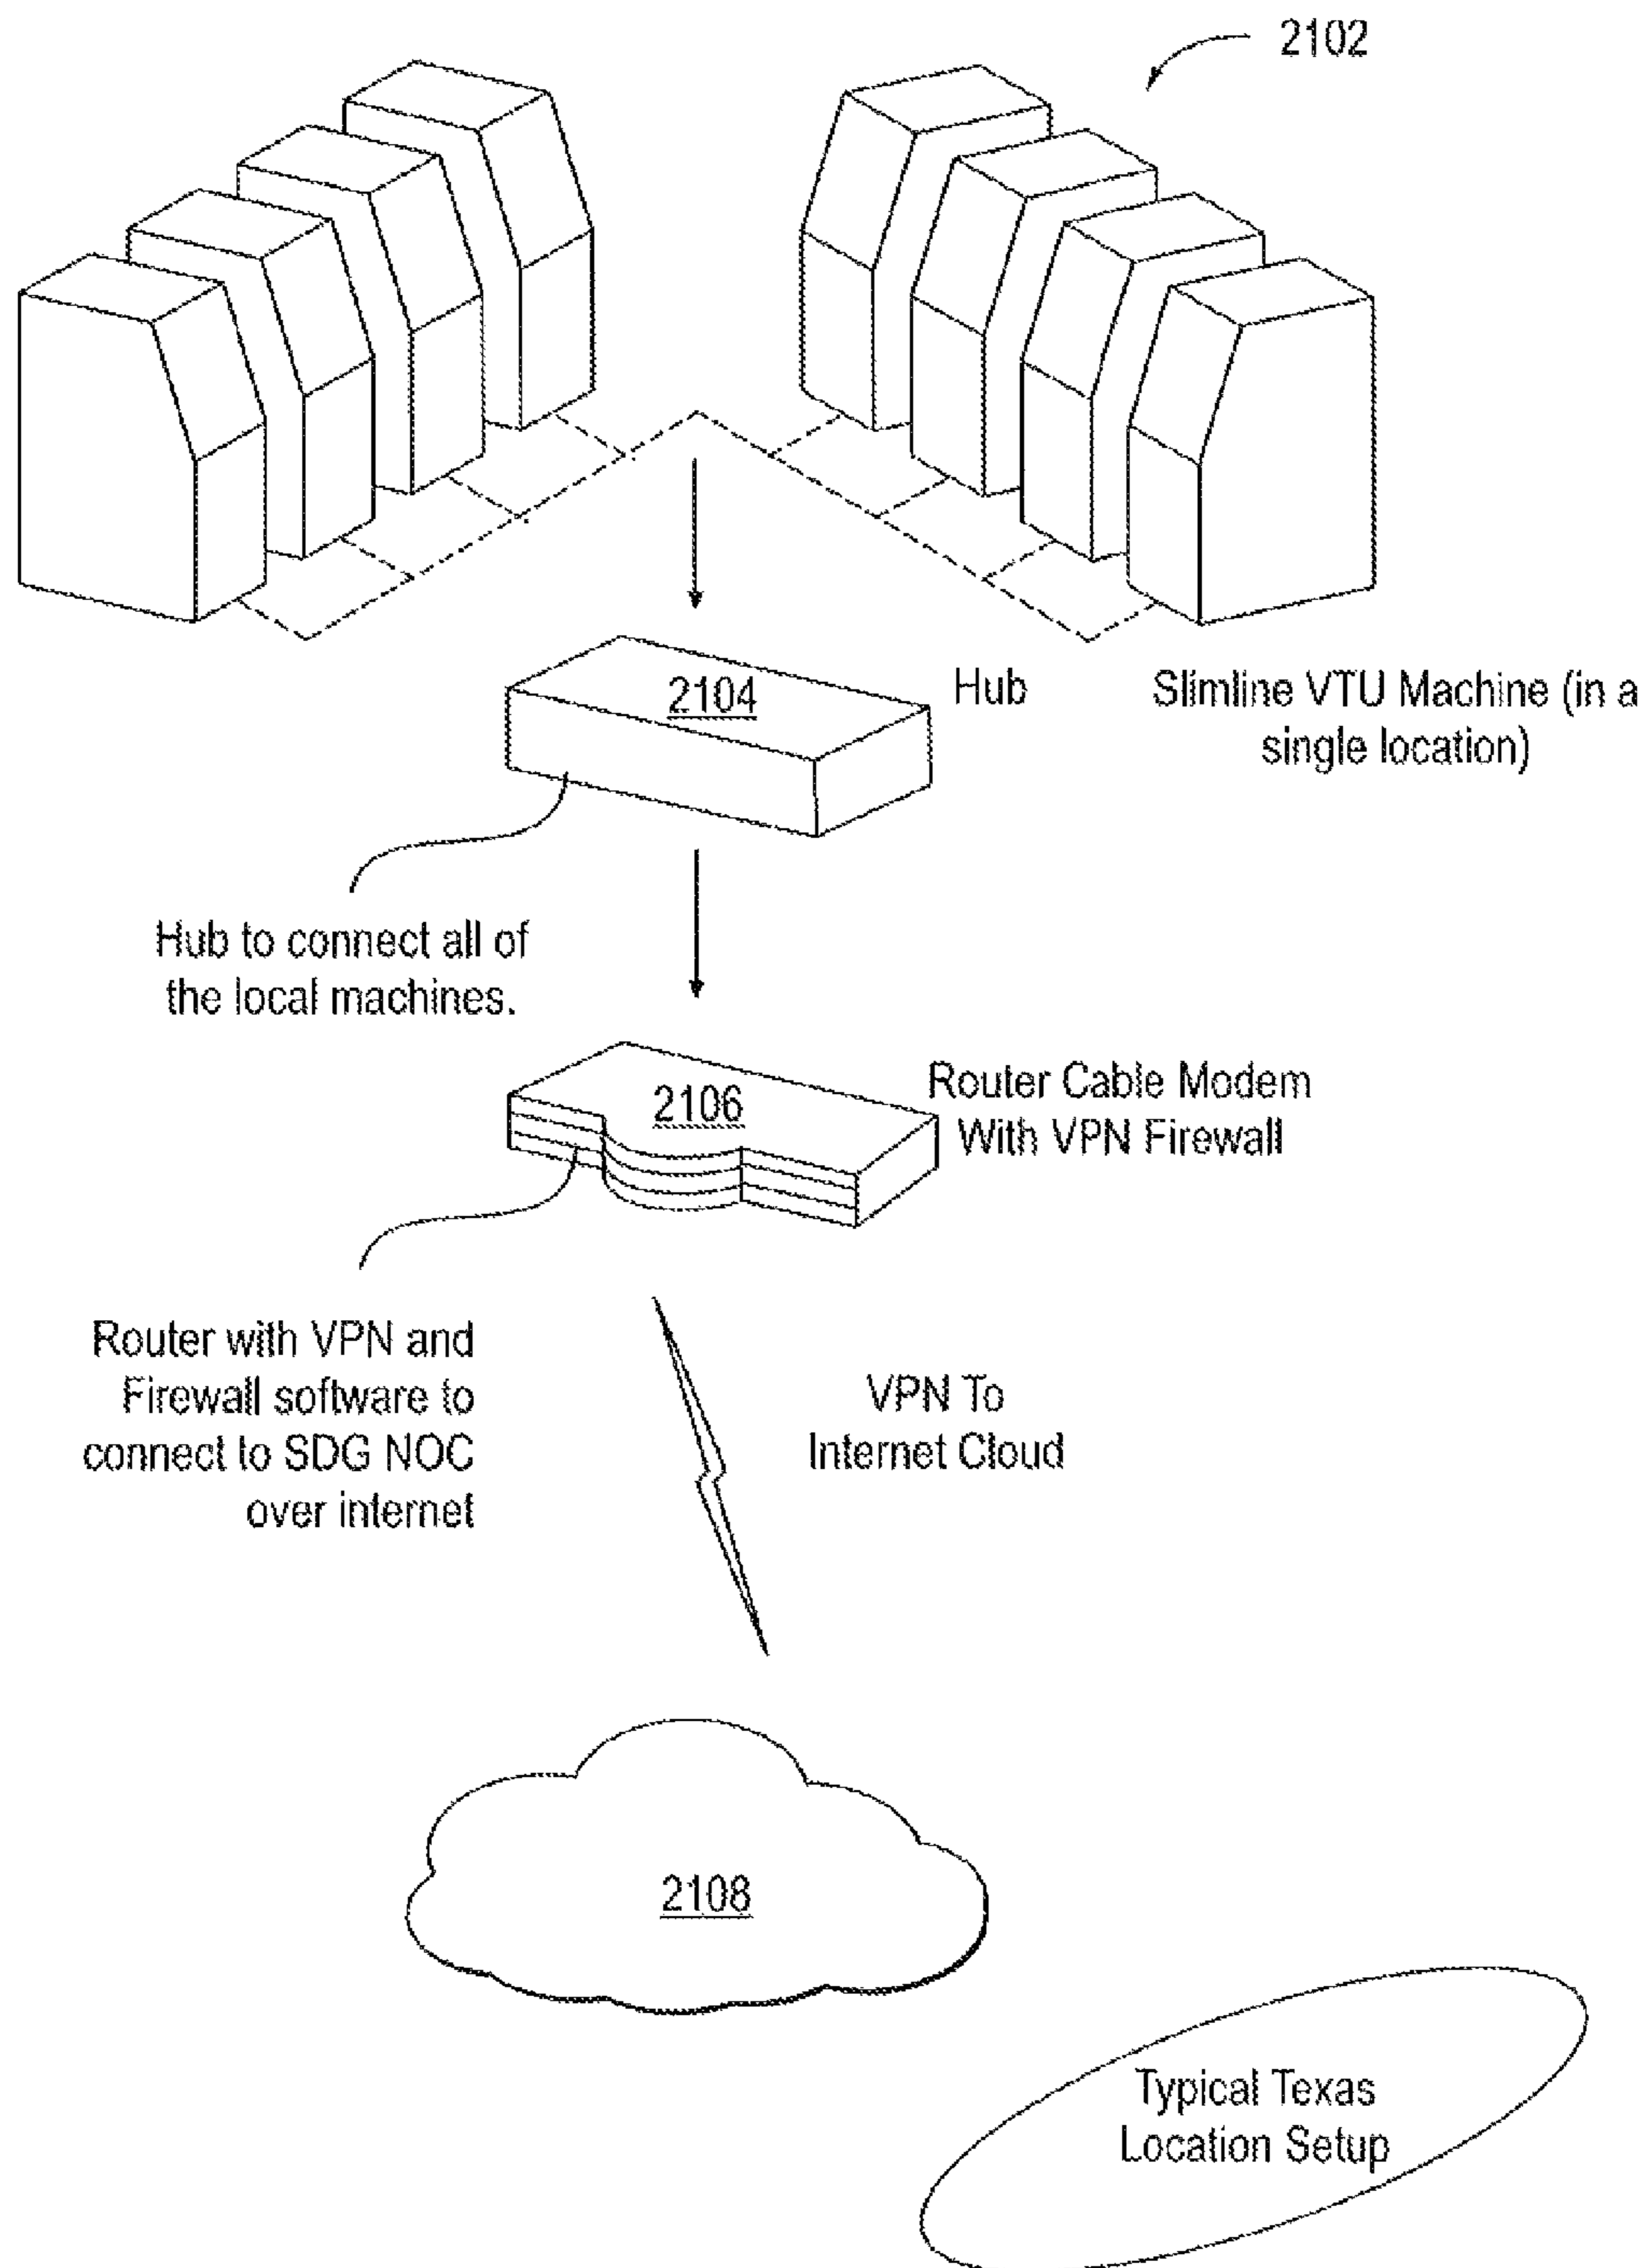 2102
2104
Hub
Slimline VTU Machine (in a
single location)
Hub to connect all of
the local machines.
2106
Router Cable Modem
With VPN Firewall
Router with VPN and
Firewall software to
connect to SDG NOC
over internet
VPN To
Internet Cloud
2108
Typical Texas
Location Setup